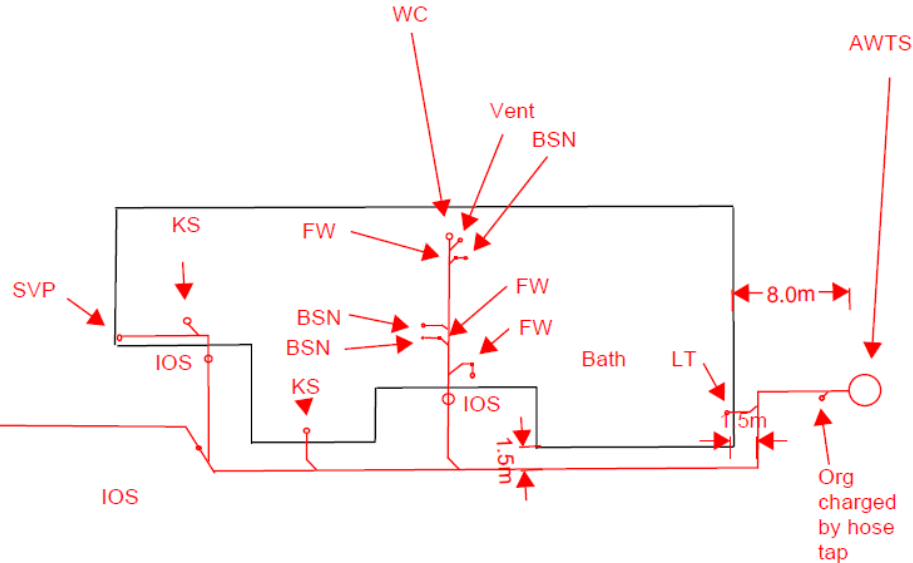 WC
AWTS
Vent
BSN
KS
FW
SVP
FW
8.0m
BSN
FW
BSN
IOS
Bath
LT
KS
IOS
1.5m
1.5m
Org
charged
by hose
tap
IOS